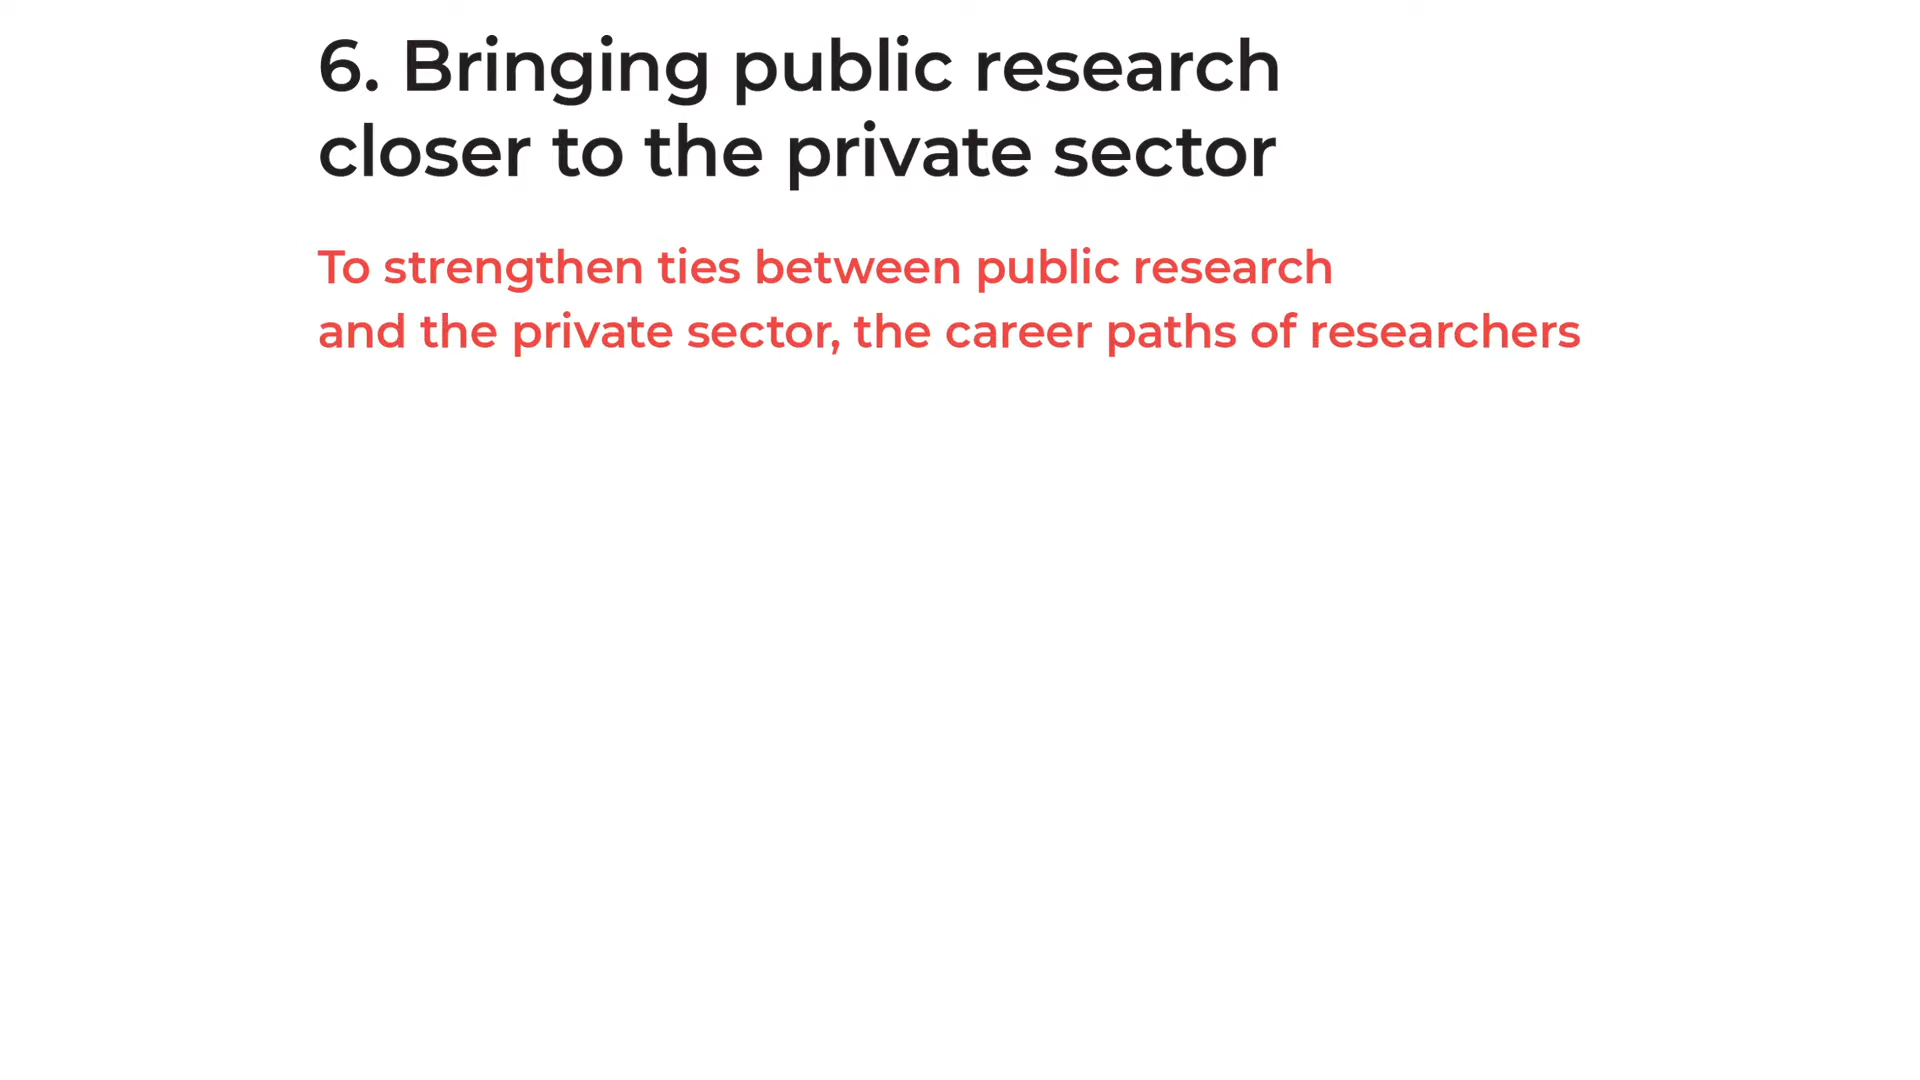 6. Bringing public research
closer to the private sector
To strengthen ties between public research
and the private sector, the career paths of researchers